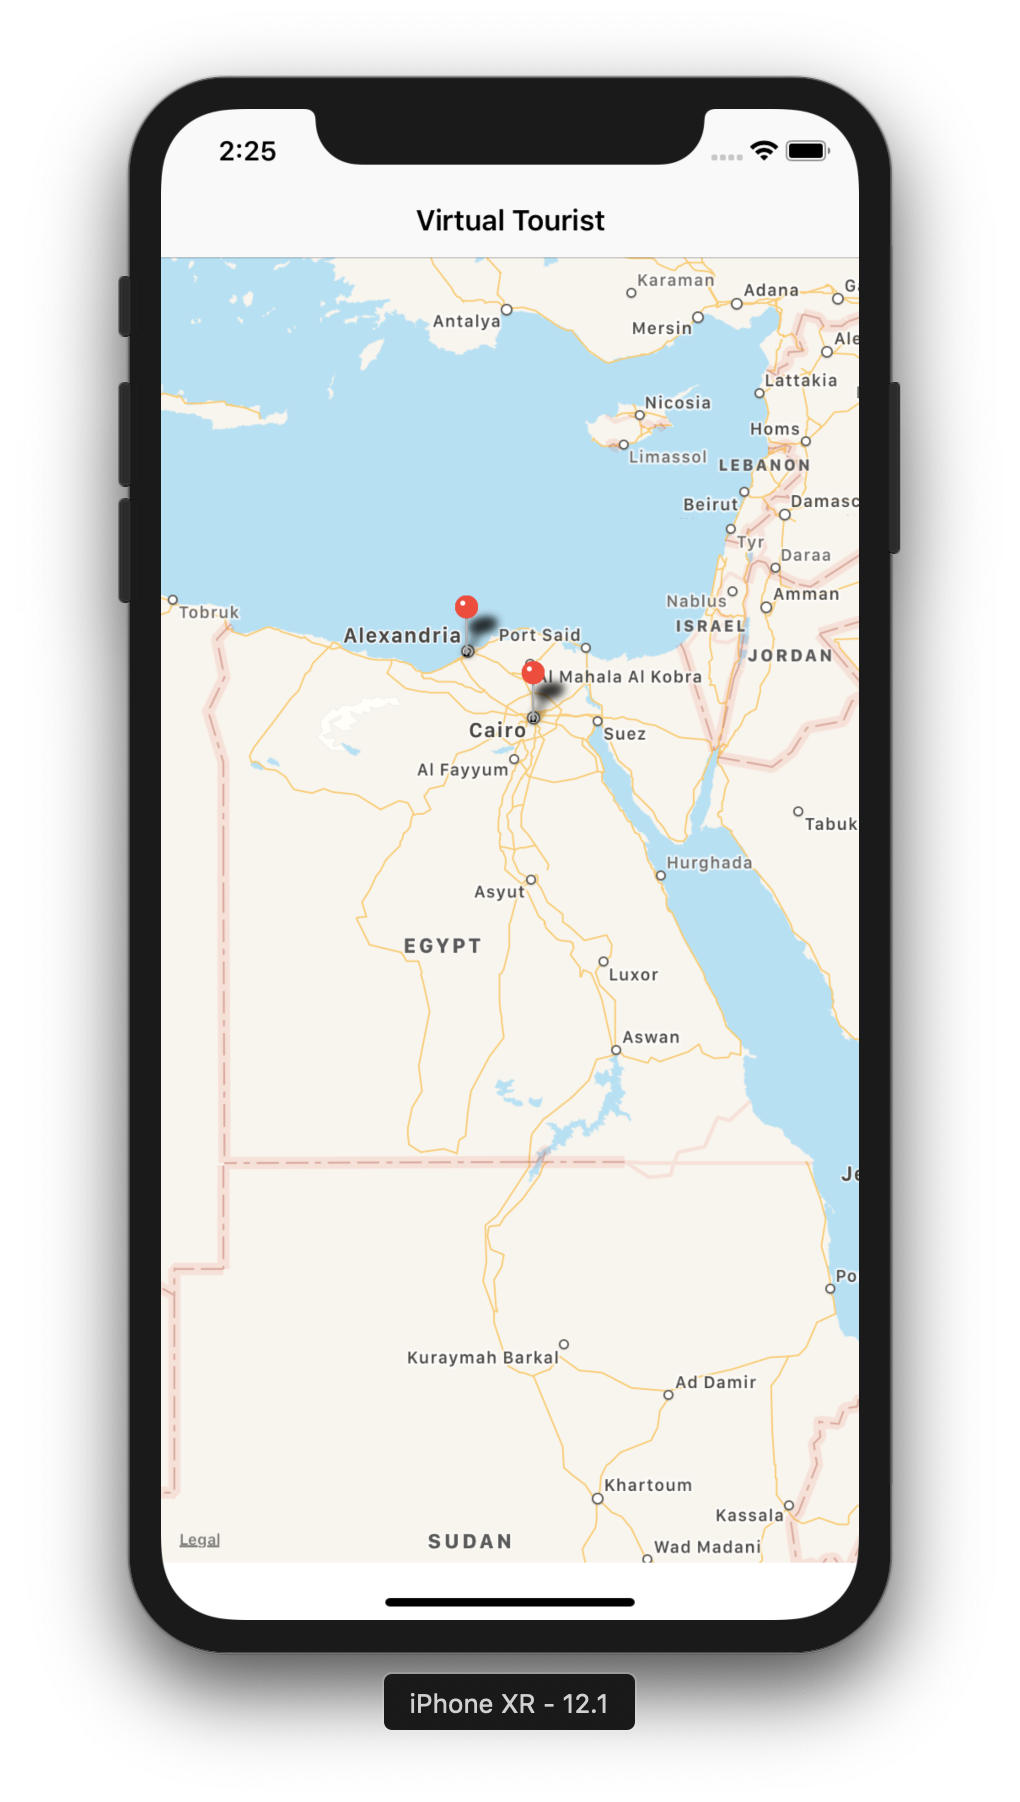 2:25
Virtual Tourist
Karaman
Adana
Antalya
Mersin
Lattakia
Nicosia
Homs
Limassol
LEBANON
Beirut
Damasc
Tyr
Daraa
Nablus
Amman
Tobruk
ISRAEL
Alexandria
Port Said
JORDAN
Al Mahala Al Kobra
Cairo
Suez
Al Fayyum
Tabuk
Hurghada
Asyut
EGYPT
Luxor
Aswan
Je
Po
Kuraymah Barkal
Ad Damir
Khartoum
Kassala
Legal
SUDAN
Wad Madani
iPhone XR - 12.1